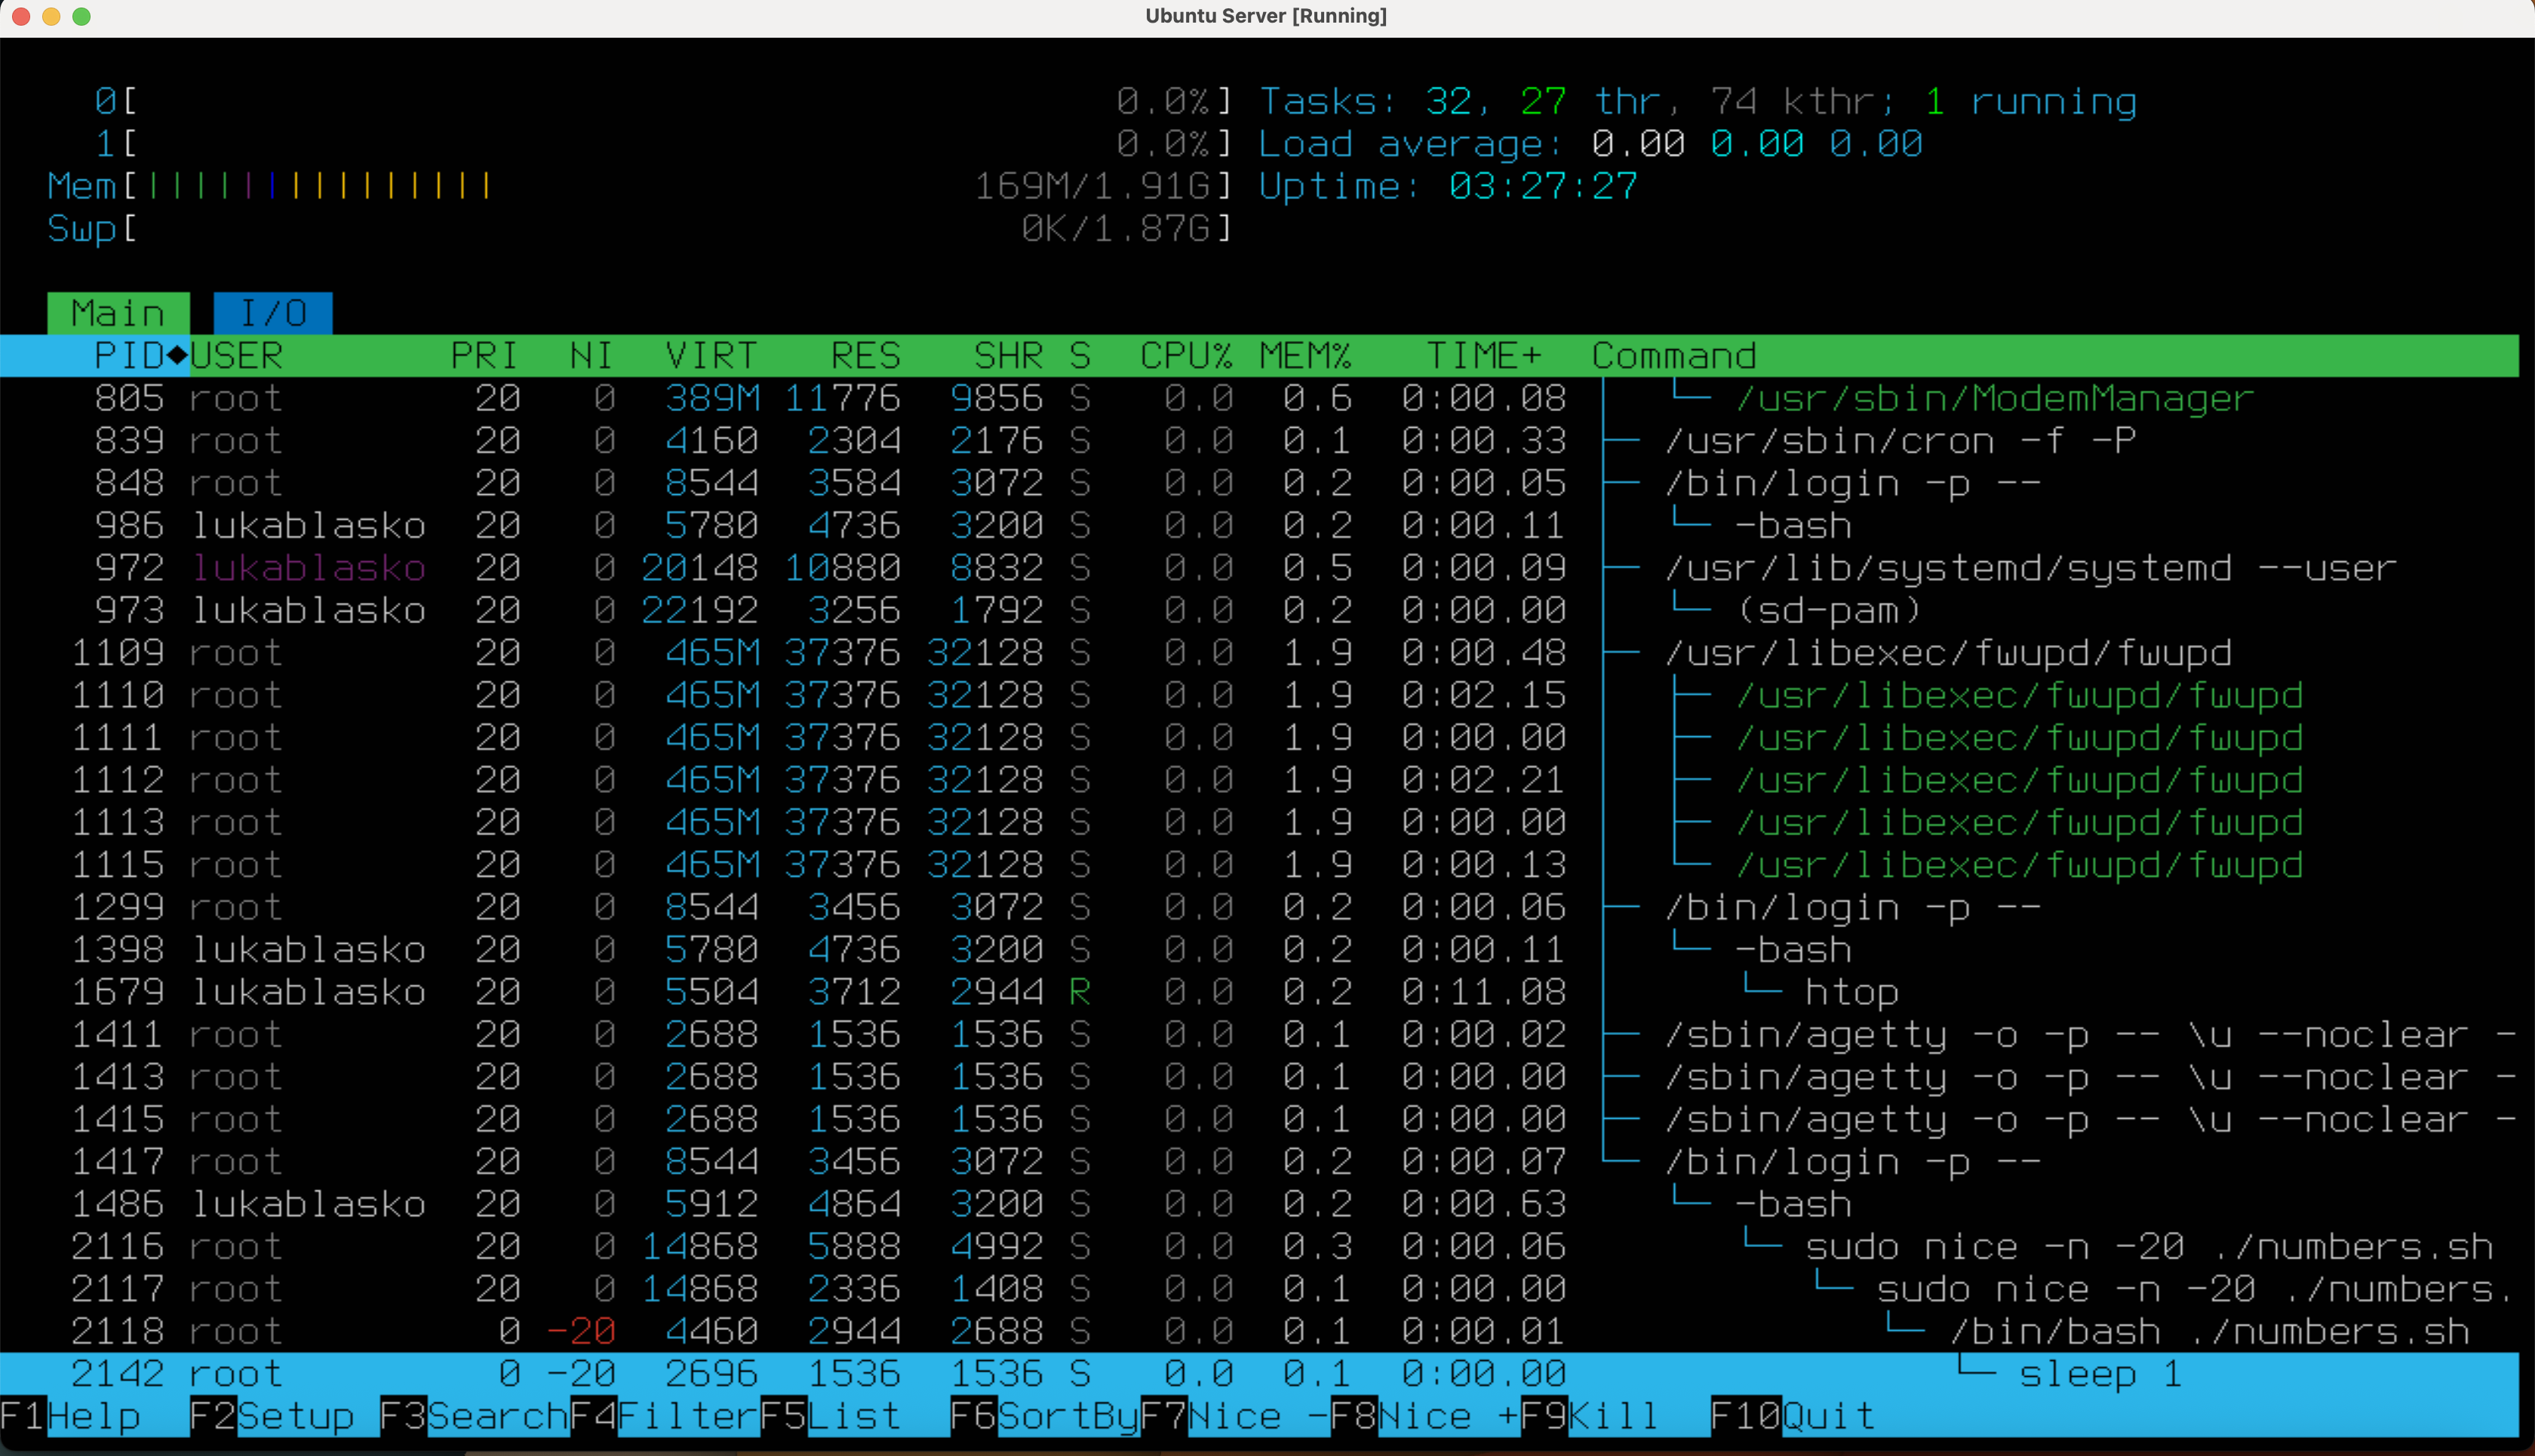 Ubuntu Server [Running]
0[ 0.0%] Tasks: 32, 27 thr, 74 kthr; 1 running
1[ 0.0%] Load average: 0.00 0.00 0.00
Mem[||||||||||||||| 169M/1.91G] Uptime: 03:27:27
Swp[ 0K/1.87G]
Main I/O
PID◆USER PRI NI VIRT RES SHR S CPU% MEM% TIME+ Command
805 root 20 0 389M 11776 9856 S 0.0 0.6 0:00.08 │ └─ /usr/sbin/ModemManager
839 root 20 0 4160 2304 2176 S 0.0 0.1 0:00.33 ├─ /usr/sbin/cron -f -P
848 root 20 0 8544 3584 3072 S 0.0 0.2 0:00.05 ├─ /bin/login -p --
986 lukablasko 20 0 5780 4736 3200 S 0.0 0.2 0:00.11 │ └─ -bash
972 lukablasko 20 0 20148 10880 8832 S 0.0 0.5 0:00.09 ├─ /usr/lib/systemd/systemd --user
973 lukablasko 20 0 22192 3256 1792 S 0.0 0.2 0:00.00 │ └─ (sd-pam)
1109 root 20 0 465M 37376 32128 S 0.0 1.9 0:00.48 ├─ /usr/libexec/fwupd/fwupd
1110 root 20 0 465M 37376 32128 S 0.0 1.9 0:02.15 │ ├─ /usr/libexec/fwupd/fwupd
1111 root 20 0 465M 37376 32128 S 0.0 1.9 0:00.00 │ ├─ /usr/libexec/fwupd/fwupd
1112 root 20 0 465M 37376 32128 S 0.0 1.9 0:02.21 │ ├─ /usr/libexec/fwupd/fwupd
1113 root 20 0 465M 37376 32128 S 0.0 1.9 0:00.00 │ ├─ /usr/libexec/fwupd/fwupd
1115 root 20 0 465M 37376 32128 S 0.0 1.9 0:00.13 │ └─ /usr/libexec/fwupd/fwupd
1299 root 20 0 8544 3456 3072 S 0.0 0.2 0:00.06 ├─ /bin/login -p --
1398 lukablasko 20 0 5780 4736 3200 S 0.0 0.2 0:00.11 │ └─ -bash
1679 lukablasko 20 0 5504 3712 2944 R 0.0 0.2 0:11.08 │ └─ htop
1411 root 20 0 2688 1536 1536 S 0.0 0.1 0:00.02 ├─ /sbin/agetty -o -p -- \u --noclear -
1413 root 20 0 2688 1536 1536 S 0.0 0.1 0:00.00 ├─ /sbin/agetty -o -p -- \u --noclear -
1415 root 20 0 2688 1536 1536 S 0.0 0.1 0:00.00 ├─ /sbin/agetty -o -p -- \u --noclear -
1417 root 20 0 8544 3456 3072 S 0.0 0.2 0:00.07 └─ /bin/login -p --
1486 lukablasko 20 0 5912 4864 3200 S 0.0 0.2 0:00.63 └─ -bash
2116 root 20 0 14868 5888 4992 S 0.0 0.3 0:00.06 └─ sudo nice -n -20 ./numbers.sh
2117 root 20 0 14868 2336 1408 S 0.0 0.1 0:00.00 └─ sudo nice -n -20 ./numbers.
2118 root 0 -20 4460 2944 2688 S 0.0 0.1 0:00.01 └─ /bin/bash ./numbers.sh
2142 root 0 -20 2696 1536 1536 S 0.0 0.1 0:00.00 └─ sleep 1
F1Help F2Setup F3SearchF4FilterF5List F6SortByF7Nice -F8Nice +F9Kill F10Quit